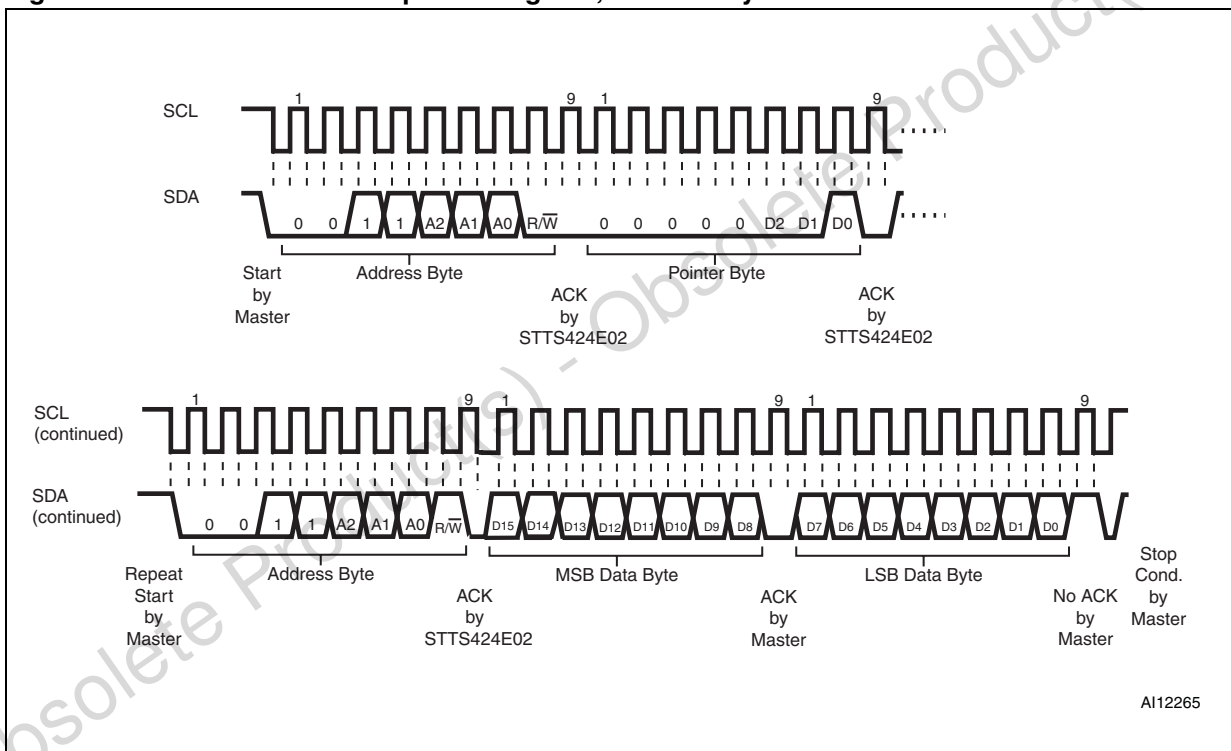 SCL
1 9 1 9
SDA
0 0 1 1 A2 A1 A0 R/W̅ 0 0 0 0 0 D2 D1 D0
Start by Master
Address Byte
ACK by STTS424E02
Pointer Byte
ACK by STTS424E02
SCL (continued)
1 9 1 9 1 9
SDA (continued)
0 0 1 1 A2 A1 A0 R/W̅ D15 D14 D13 D12 D11 D10 D9 D8 D7 D6 D5 D4 D3 D2 D1 D0
Repeat Start by Master
Address Byte
ACK by STTS424E02
MSB Data Byte
ACK by Master
LSB Data Byte
No ACK by Master
Stop Cond. by Master
AI12265
Obsolete Product(s) - Obsolete Product(